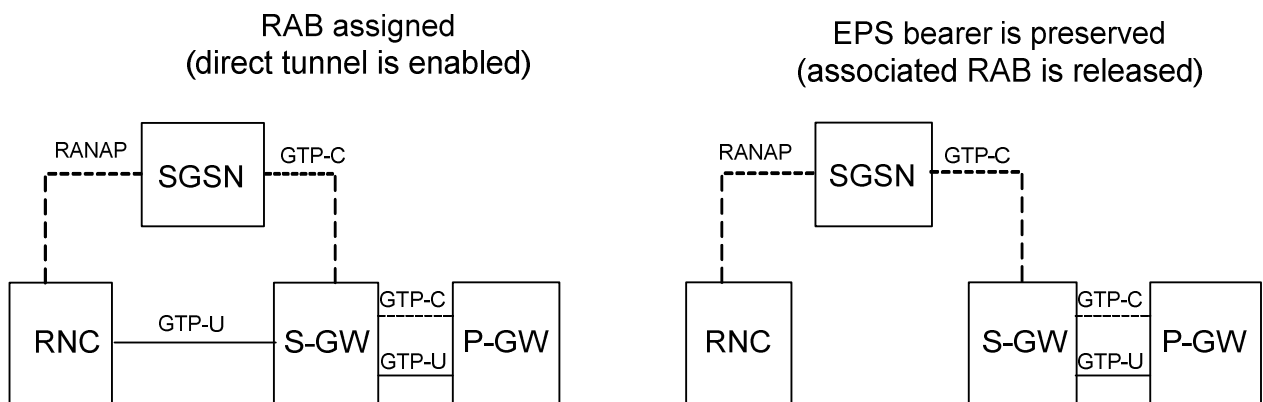 RAB assigned
(direct tunnel is enabled)
RANAP
SGSN
GTP-C
RNC
GTP-U
S-GW
GTP-C
GTP-U
P-GW
EPS bearer is preserved
(associated RAB is released)
RANAP
SGSN
GTP-C
RNC
S-GW
GTP-C
GTP-U
P-GW